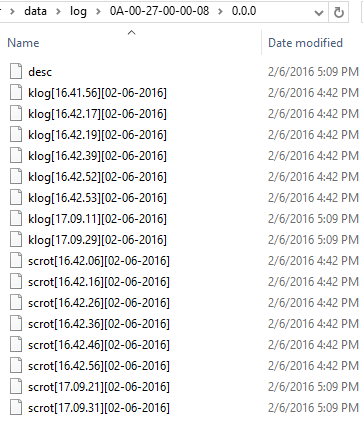 data › log › 0A-00-27-00-00-08 › 0.0.0
Name Date modified
desc 2/6/2016 5:09 PM
klog[16.41.56][02-06-2016] 2/6/2016 4:42 PM
klog[16.42.17][02-06-2016] 2/6/2016 4:42 PM
klog[16.42.19][02-06-2016] 2/6/2016 4:42 PM
klog[16.42.39][02-06-2016] 2/6/2016 4:42 PM
klog[16.42.52][02-06-2016] 2/6/2016 4:42 PM
klog[16.42.53][02-06-2016] 2/6/2016 4:42 PM
klog[17.09.11][02-06-2016] 2/6/2016 5:09 PM
klog[17.09.29][02-06-2016] 2/6/2016 5:09 PM
scrot[16.42.06][02-06-2016] 2/6/2016 4:42 PM
scrot[16.42.16][02-06-2016] 2/6/2016 4:42 PM
scrot[16.42.26][02-06-2016] 2/6/2016 4:42 PM
scrot[16.42.36][02-06-2016] 2/6/2016 4:42 PM
scrot[16.42.46][02-06-2016] 2/6/2016 4:42 PM
scrot[16.42.56][02-06-2016] 2/6/2016 4:42 PM
scrot[17.09.21][02-06-2016] 2/6/2016 5:09 PM
scrot[17.09.31][02-06-2016] 2/6/2016 5:09 PM